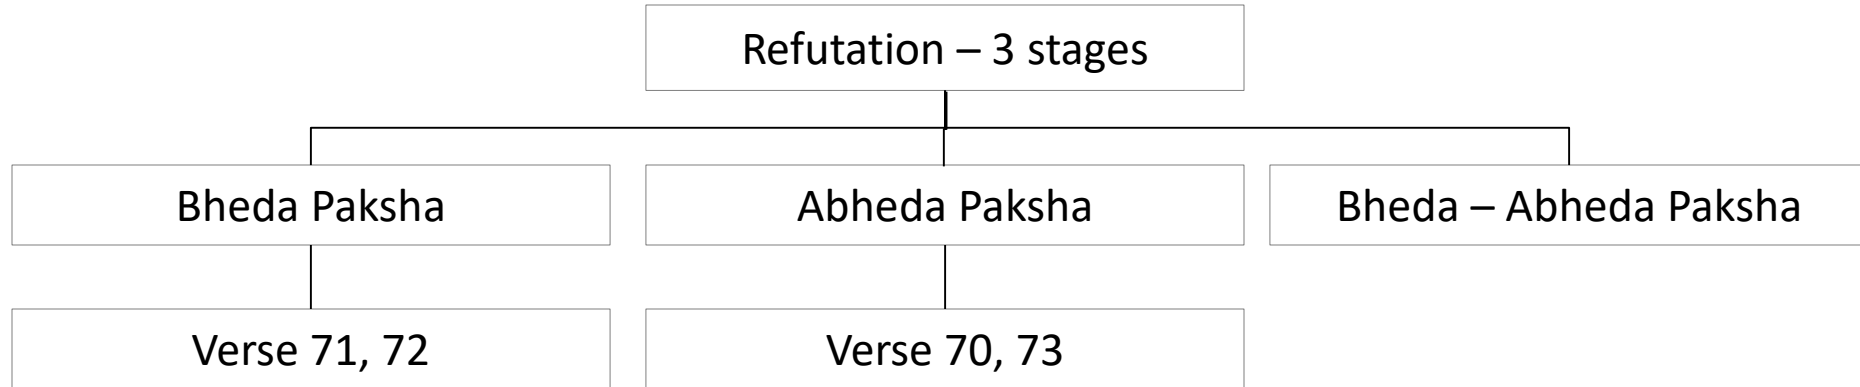 Refutation – 3 stages
Bheda Paksha
Abheda Paksha
Bheda – Abheda Paksha
Verse 71, 72
Verse 70, 73